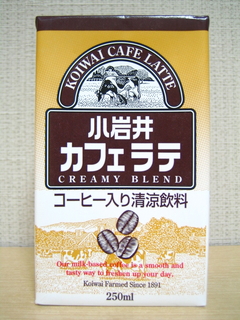 KOIWAI CAFE LATTE
小岩井
カフェラテ
CREAMY BLEND
コーヒー入り清涼飲料
Our milk-based coffee is a smooth and
tasty way to freshen up your day.
Koiwai Farmed Since 1891
250ml